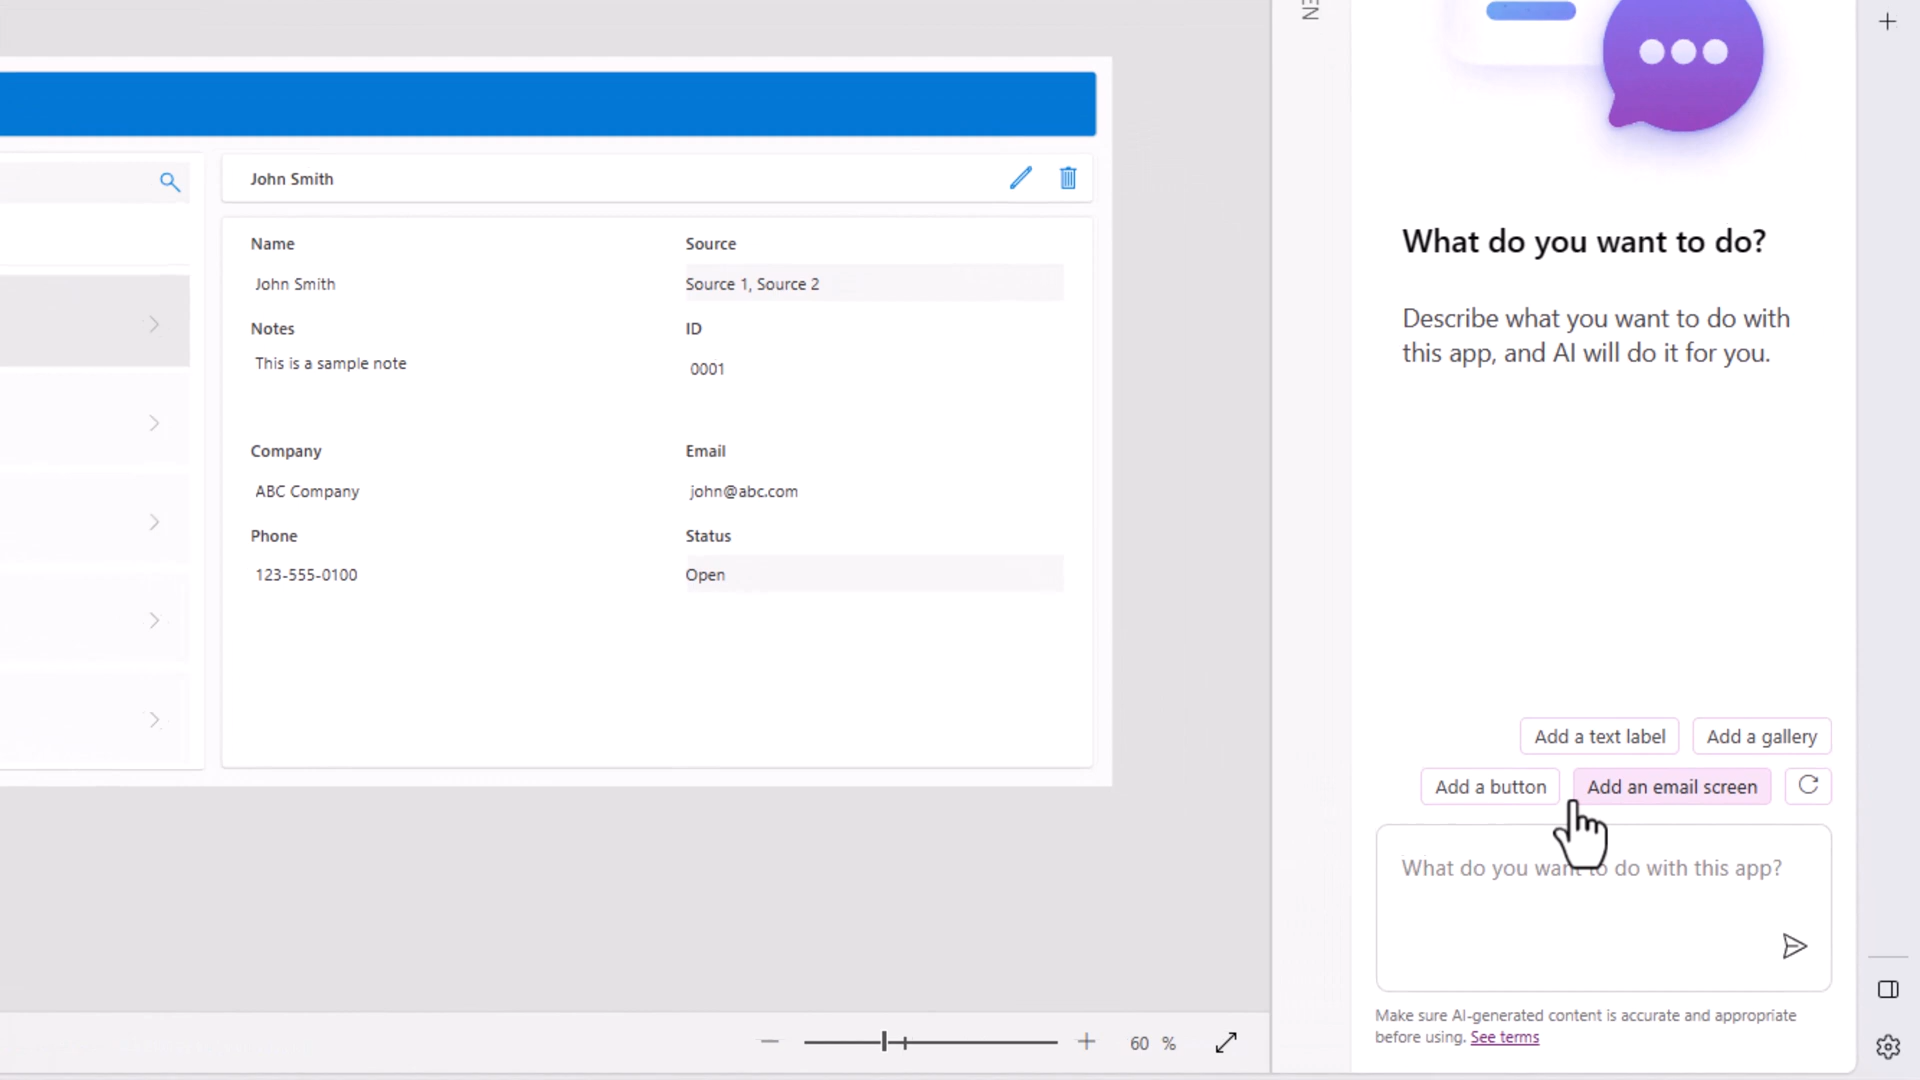 EN
John Smith
Name
John Smith
Source
Source 1, Source 2
Notes
This is a sample note
ID
0001
Company
ABC Company
Email
john@abc.com
Phone
123-555-0100
Status
Open
60 %
What do you want to do?
Describe what you want to do with
this app, and AI will do it for you.
Add a text label
Add a gallery
Add a button
Add an email screen
What do you want to do with this app?
Make sure AI-generated content is accurate and appropriate
before using. See terms